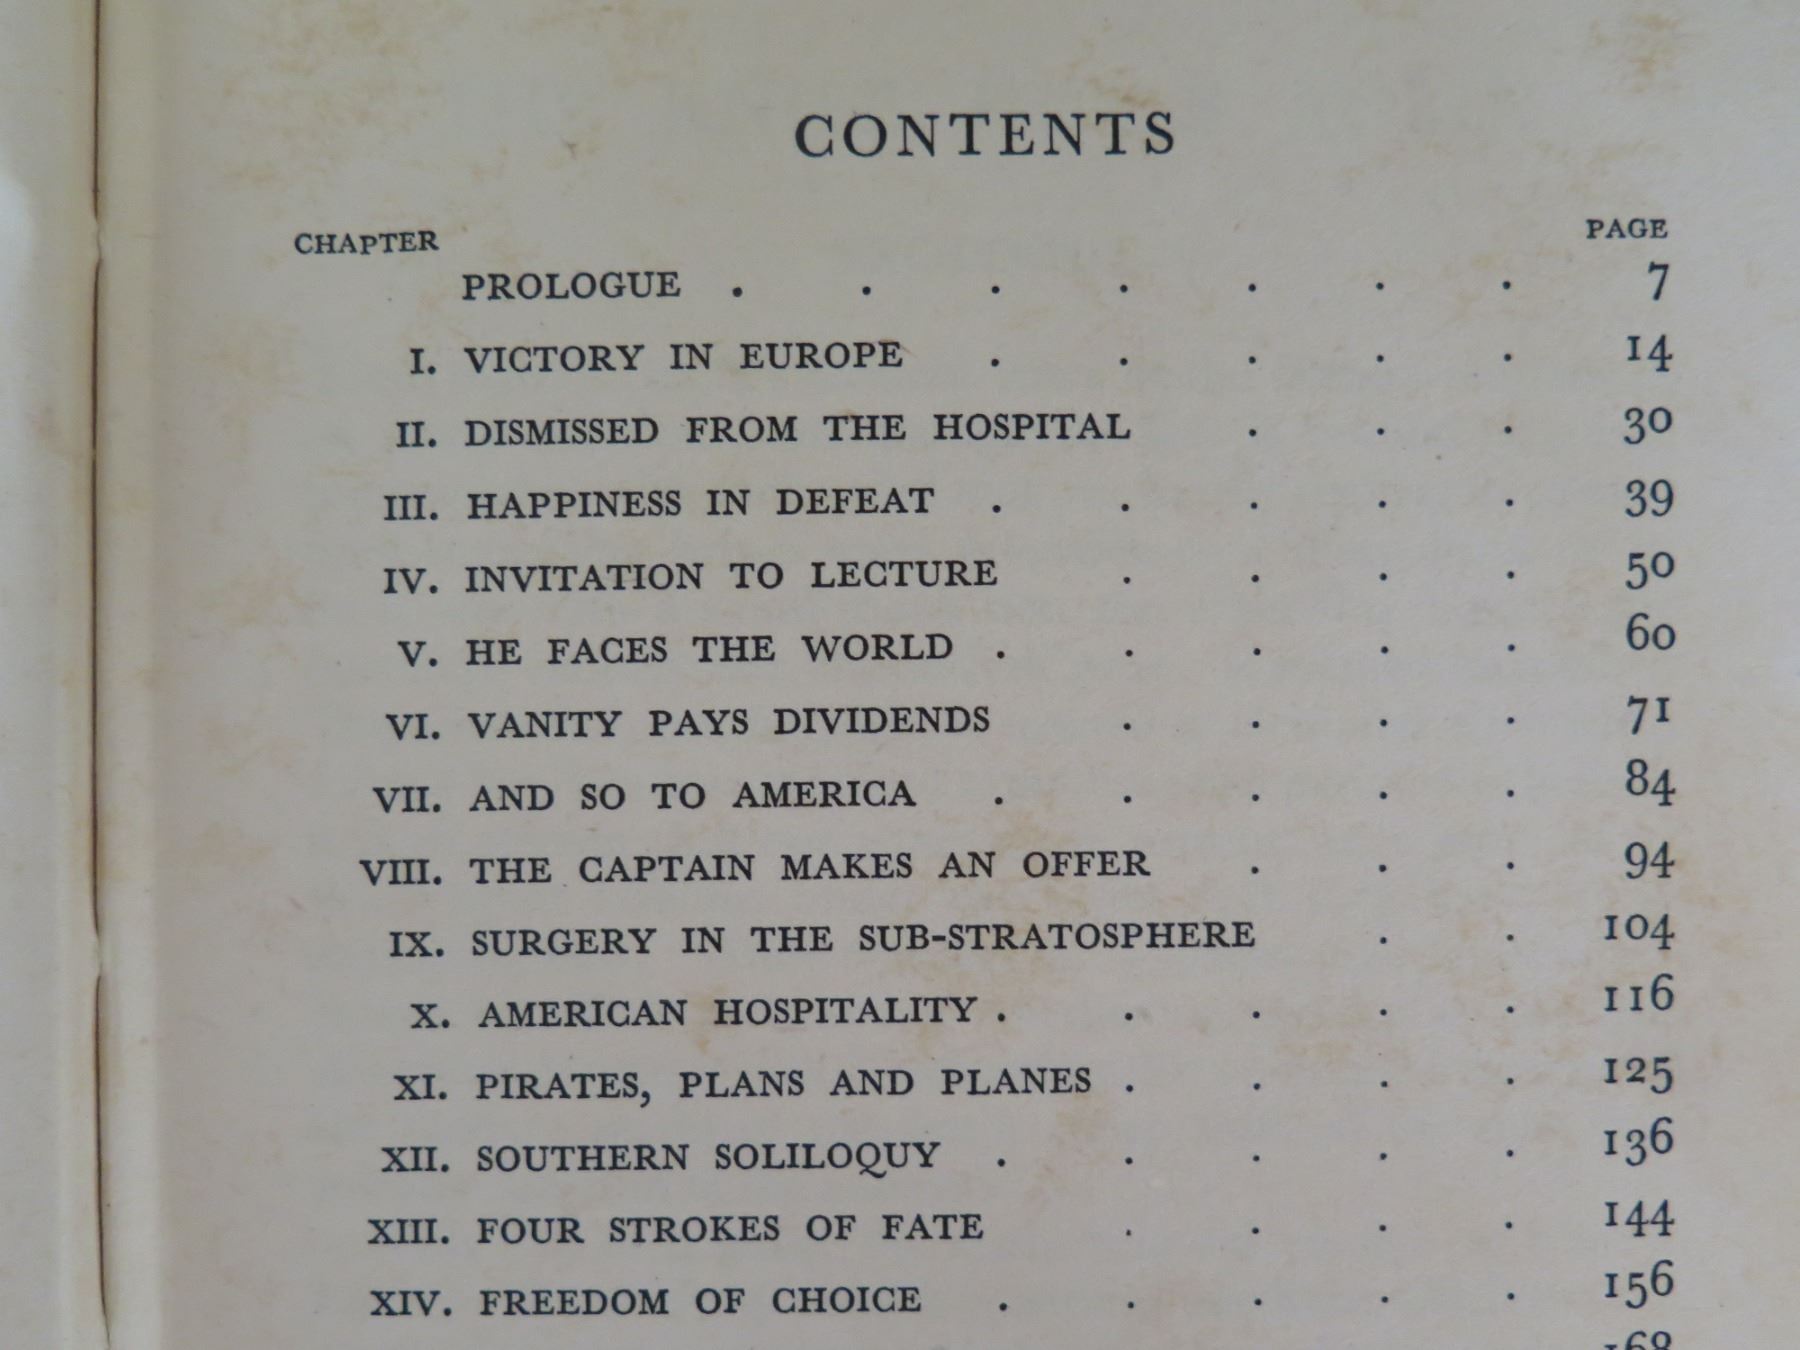 CONTENTS
CHAPTER PAGE
PROLOGUE . . . . . . . 7
I. VICTORY IN EUROPE . . . . . 14
II. DISMISSED FROM THE HOSPITAL . . . 30
III. HAPPINESS IN DEFEAT . . . . . 39
IV. INVITATION TO LECTURE . . . . 50
V. HE FACES THE WORLD . . . . . 60
VI. VANITY PAYS DIVIDENDS . . . . 71
VII. AND SO TO AMERICA . . . . . 84
VIII. THE CAPTAIN MAKES AN OFFER . . . 94
IX. SURGERY IN THE SUB-STRATOSPHERE . . 104
X. AMERICAN HOSPITALITY . . . . . 116
XI. PIRATES, PLANS AND PLANES . . . . 125
XII. SOUTHERN SOLILOQUY . . . . . 136
XIII. FOUR STROKES OF FATE . . . . 144
XIV. FREEDOM OF CHOICE . . . . . 156
168